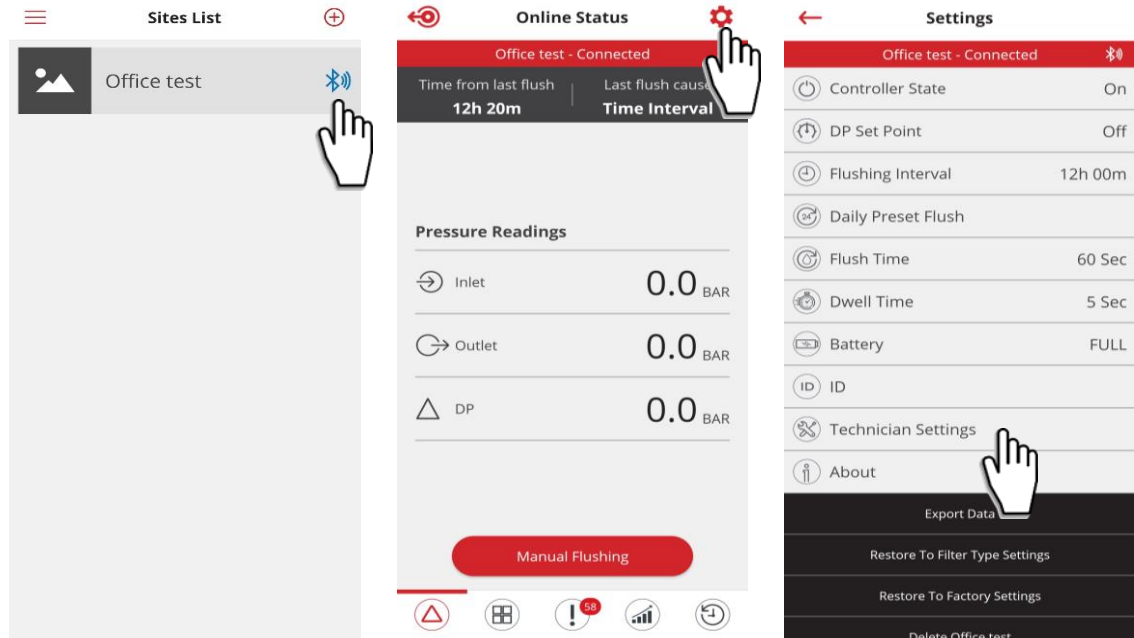 Sites List
Office test
Online Status
Office test - Connected
Time from last flush
12h 20m
Last flush cause
Time Interval
Pressure Readings
Inlet
0.0 BAR
Outlet
0.0 BAR
DP
0.0 BAR
Manual Flushing
58
Settings
Office test - Connected
Controller State On
DP Set Point Off
Flushing Interval 12h 00m
24
Daily Preset Flush
Flush Time 60 Sec
Dwell Time 5 Sec
Battery FULL
ID ID
Technician Settings
About
Export Data
Restore To Filter Type Settings
Restore To Factory Settings
Delete Office test